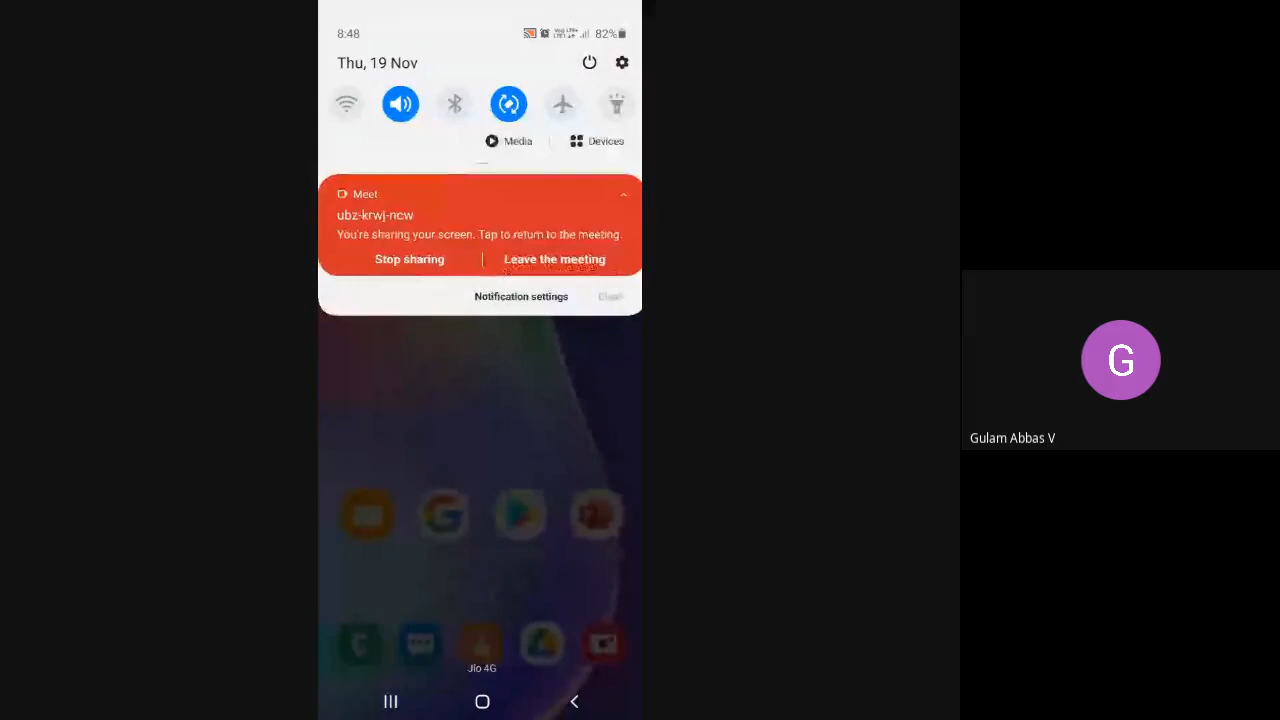 8:48
82%
Thu, 19 Nov
Media
Devices
Meet
ubz-krwj-ncw
You're sharing your screen. Tap to return to the meeting.
Stop sharing
Leave the meeting
Notification settings
Clear
Jio 4G
G
Gulam Abbas V